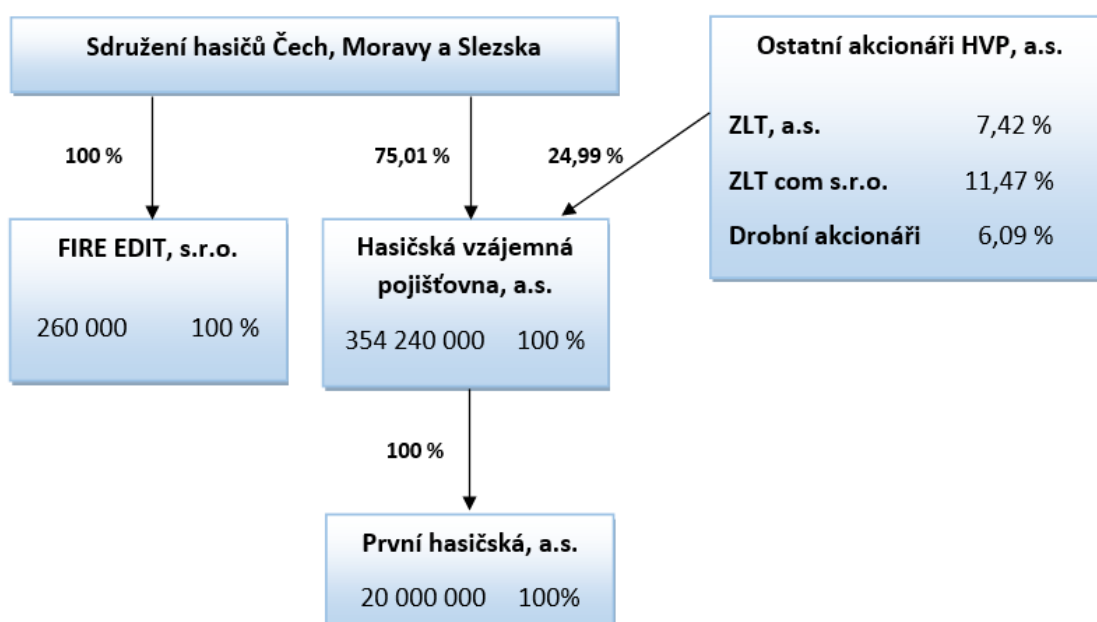 Sdružení hasičů Čech, Moravy a Slezska
Ostatní akcionáři HVP, a.s.
ZLT, a.s. 7,42 %
ZLT com s.r.o. 11,47 %
Drobní akcionáři 6,09 %
100 %
75,01 %
24,99 %
FIRE EDIT, s.r.o.
260 000 100 %
Hasičská vzájemná
pojišťovna, a.s.
354 240 000 100 %
100 %
První hasičská, a.s.
20 000 000 100%